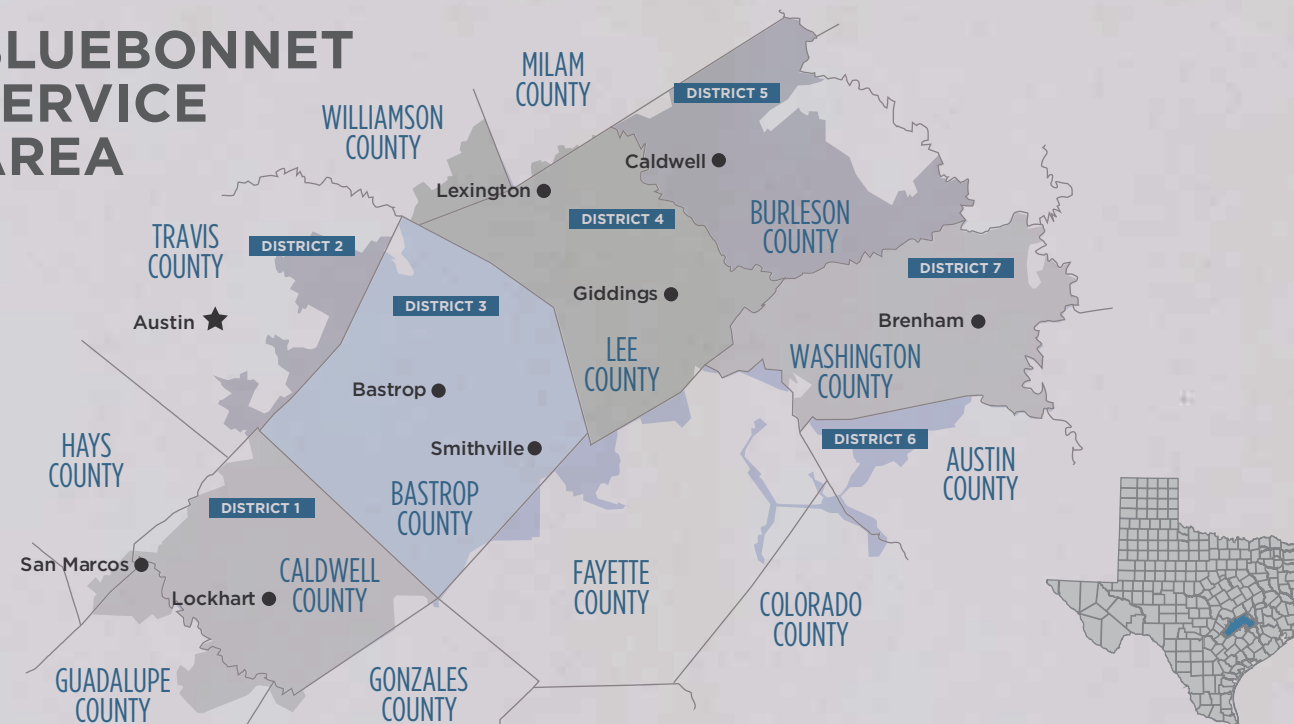 BLUEBONNET
SERVICE
AREA
MILAM
COUNTY
DISTRICT 5
WILLIAMSON
COUNTY
Caldwell
Lexington
DISTRICT 4
BURLESON
COUNTY
TRAVIS
COUNTY
DISTRICT 2
DISTRICT 7
Giddings
DISTRICT 3
Austin
Brenham
LEE
COUNTY
WASHINGTON
COUNTY
Bastrop
HAYS
COUNTY
Smithville
DISTRICT 6
AUSTIN
COUNTY
BASTROP
COUNTY
DISTRICT 1
San Marcos
CALDWELL
COUNTY
Lockhart
FAYETTE
COUNTY
COLORADO
COUNTY
GUADALUPE
COUNTY
GONZALES
COUNTY